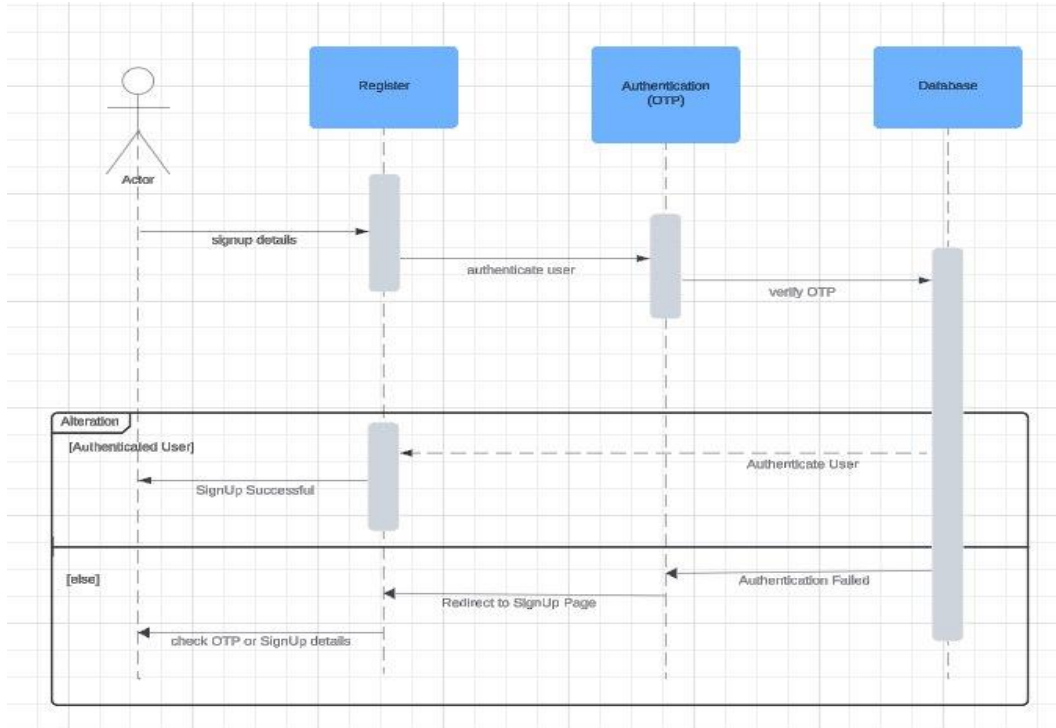 Register
Authentication
(OTP)
Database
Actor
signup details
authenticate user
verify OTP
Alteration
[Authenticated User]
Authenticate User
SignUp Successful
[else]
Authentication Failed
Redirect to SignUp Page
check OTP or SignUp details